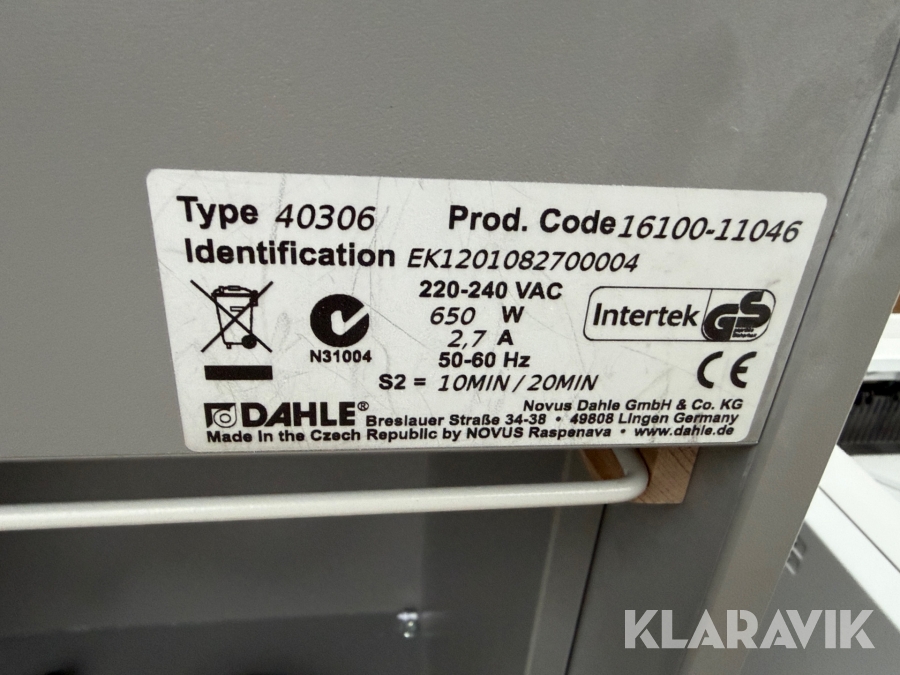 Type 40306 Prod. Code 16100-11046
Identification EK1201082700004
220-240 VAC
650 W
2,7 A
50-60 Hz
N31004
Intertek GS
CE
S2 = 10MIN / 20MIN
DAHLE® Novus Dahle GmbH & Co. KG
Breslauer Straße 34-38 • 49808 Lingen Germany
Made in the Czech Republic by NOVUS Raspenava • www.dahle.de
KLARAVIK